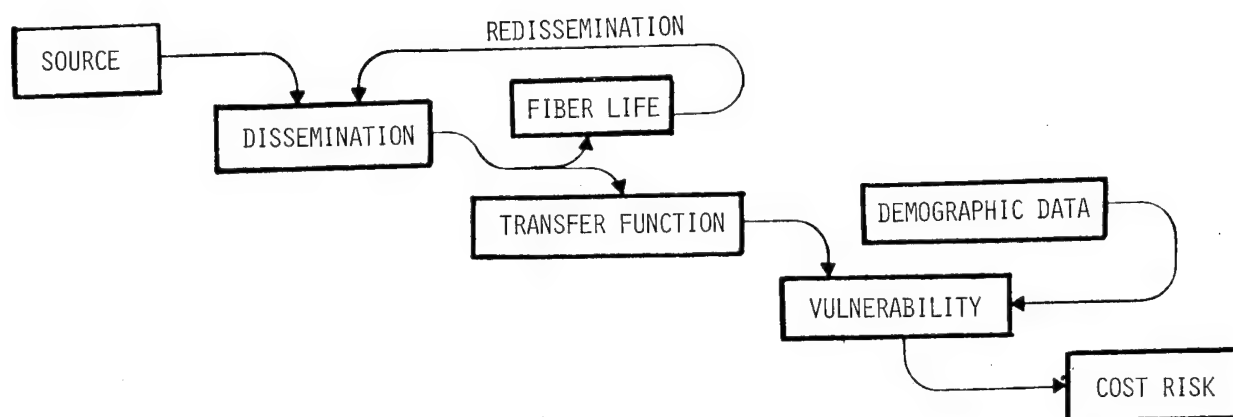 REDISSEMINATION
SOURCE
FIBER LIFE
DISSEMINATION
TRANSFER FUNCTION
DEMOGRAPHIC DATA
VULNERABILITY
COST RISK